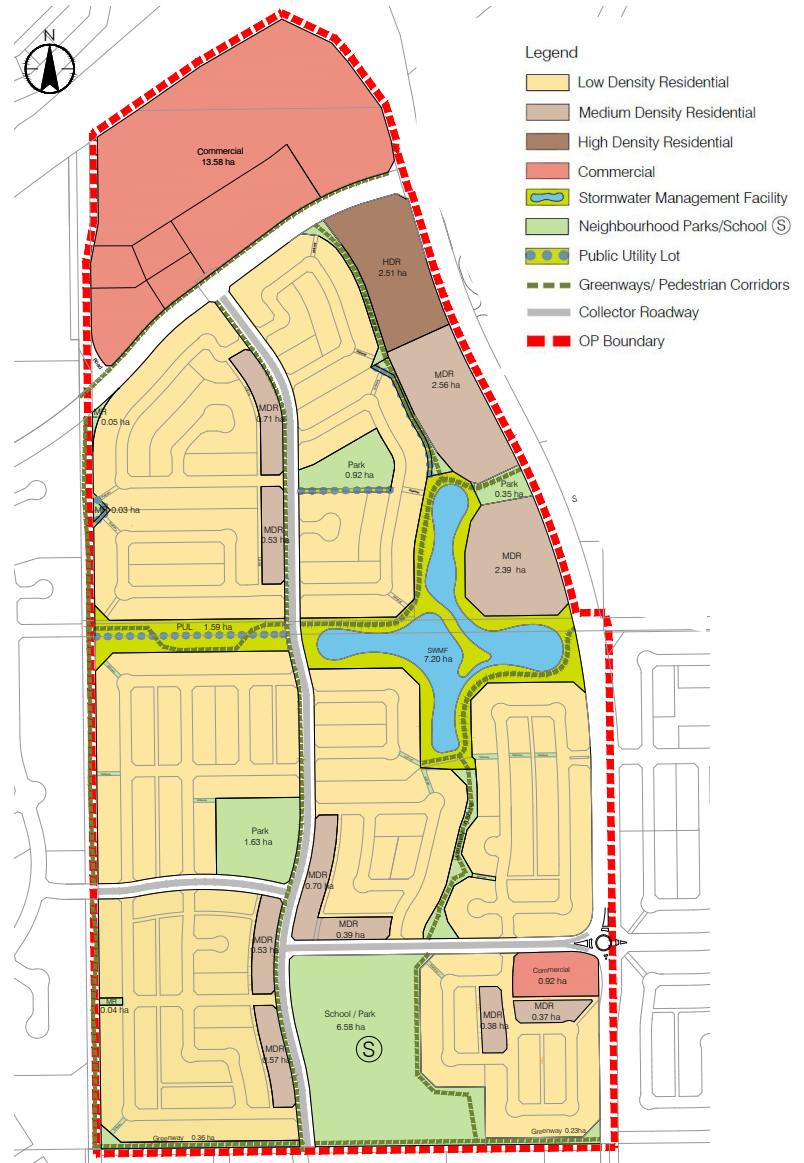 N
Legend
Low Density Residential
Medium Density Residential
High Density Residential
Commercial
Stormwater Management Facility
Neighbourhood Parks/School S
Public Utility Lot
Greenways/ Pedestrian Corridors
Collector Roadway
OP Boundary
Commercial
13.58 ha
HDR
2.51 ha
MDR
2.56 ha
MR
0.05 ha
MDR
0.71 ha
Park
0.92 ha
Park
0.35 ha
S
MR 0.03 ha
MDR
0.53 ha
MDR
2.39 ha
PUL 1.59 ha
SWMF
7.20 ha
Park
1.63 ha
MDR
0.70 ha
MDR
0.39 ha
MDR
0.53 ha
Commercial
0.92 ha
MR
0.04 ha
School / Park
6.58 ha
S
MDR
0.38 ha
MDR
0.37 ha
MDR
0.57 ha
Greenway 0.36 ha
Greenway 0.23ha